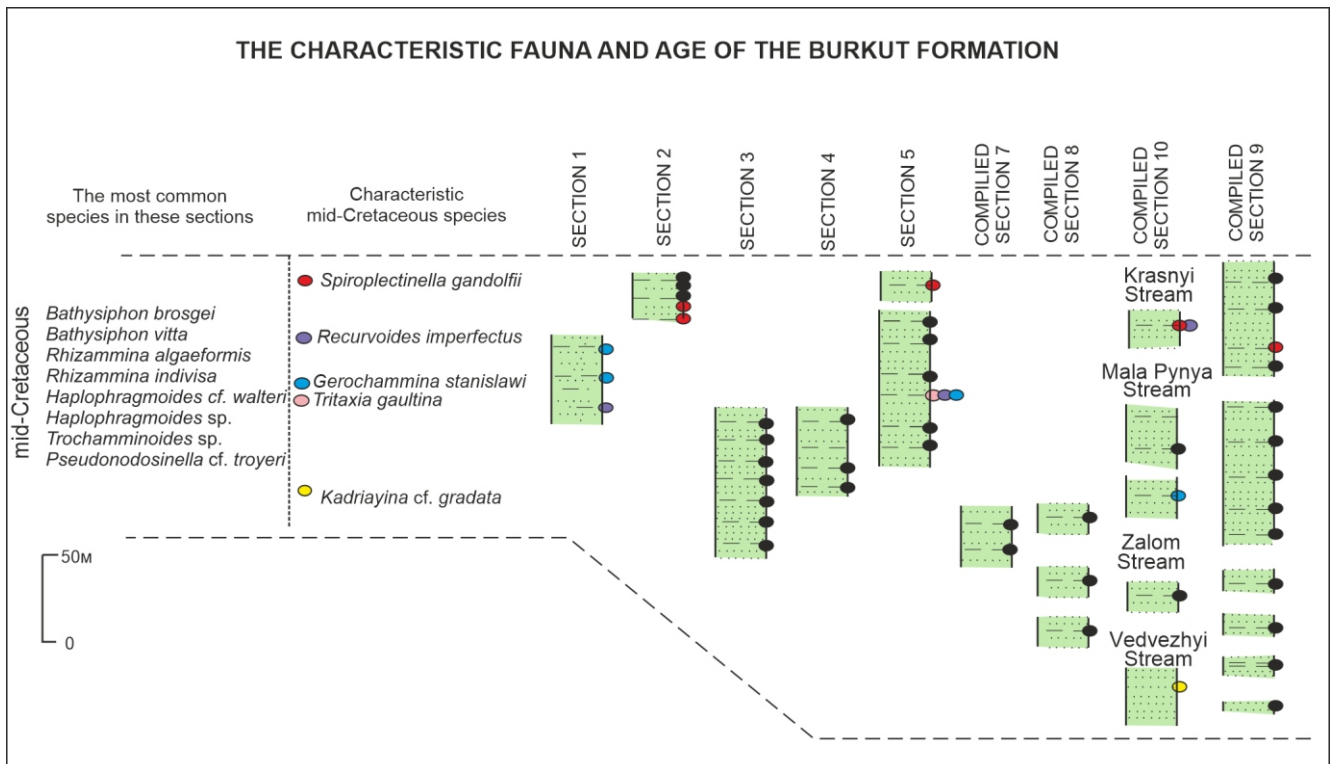 THE CHARACTERISTIC FAUNA AND AGE OF THE BURKUT FORMATION
The most common
species in these sections
Characteristic
mid-Cretaceous species
SECTION 1
SECTION 2
SECTION 3
SECTION 4
SECTION 5
COMPILIED
SECTION 7
COMPILED
SECTION 8
COMPILED
SECTION 10
COMPILED
SECTION 9
mid-Cretaceous
Bathysiphon brosgei
Bathysiphon vitta
Rhizammina algaeformis
Rhizammina indivisa
Haplophragmoides cf. walteri
Haplophragmoides sp.
Trochamminoides sp.
Pseudonodosinella cf. troyeri
Spiroplectinella gandolfii
Recurvoides imperfectus
Gerochammina stanislawi
Tritaxia gaultina
Kadriayina cf. gradata
Krasnyi
Stream
Mala Pynya
Stream
Zalom
Stream
Vedvezhyi
Stream
50M
0